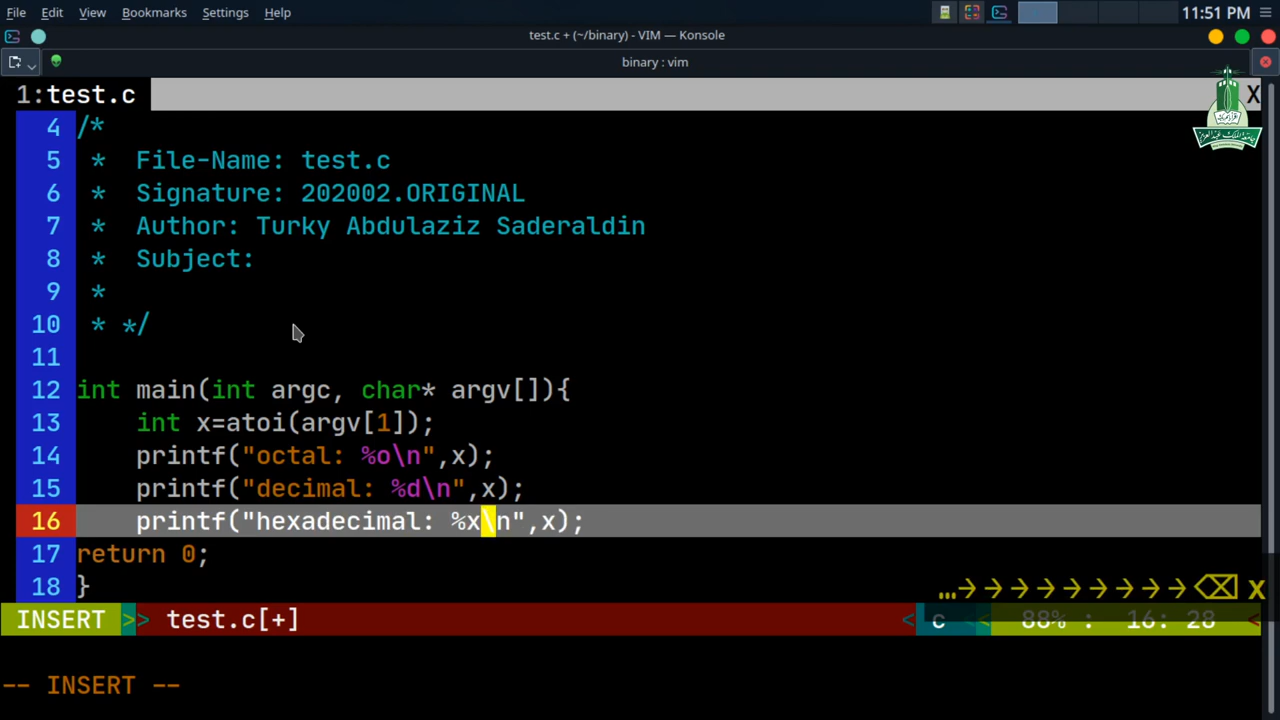 File Edit View Bookmarks Settings Help 11:51 PM
test.c + (~/binary) - VIM — Konsole
binary : vim
1:test.c X
4 /*
5 * File-Name: test.c
6 * Signature: 202002.ORIGINAL
7 * Author: Turky Abdulaziz Saderaldin
8 * Subject:
9 *
10 * */
11
12 int main(int argc, char* argv[]){
13 int x=atoi(argv[1]);
14 printf("octal: %o\n",x);
15 printf("decimal: %d\n",x);
16 printf("hexadecimal: %x\n",x);
17 return 0;
18 }
…→→→→→→→→→⌫ x
INSERT >> test.c[+] < c << 88% : 16: 28 <
-- INSERT --